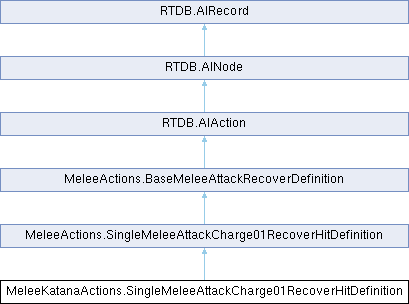 RTDB.AIRecord
RTDB.AINode
RTDB.AIAction
MeleeActions.BaseMeleeAttackRecoverDefinition
MeleeActions.SingleMeleeAttackCharge01RecoverHitDefinition
MeleeKatanaActions.SingleMeleeAttackCharge01RecoverHitDefinition